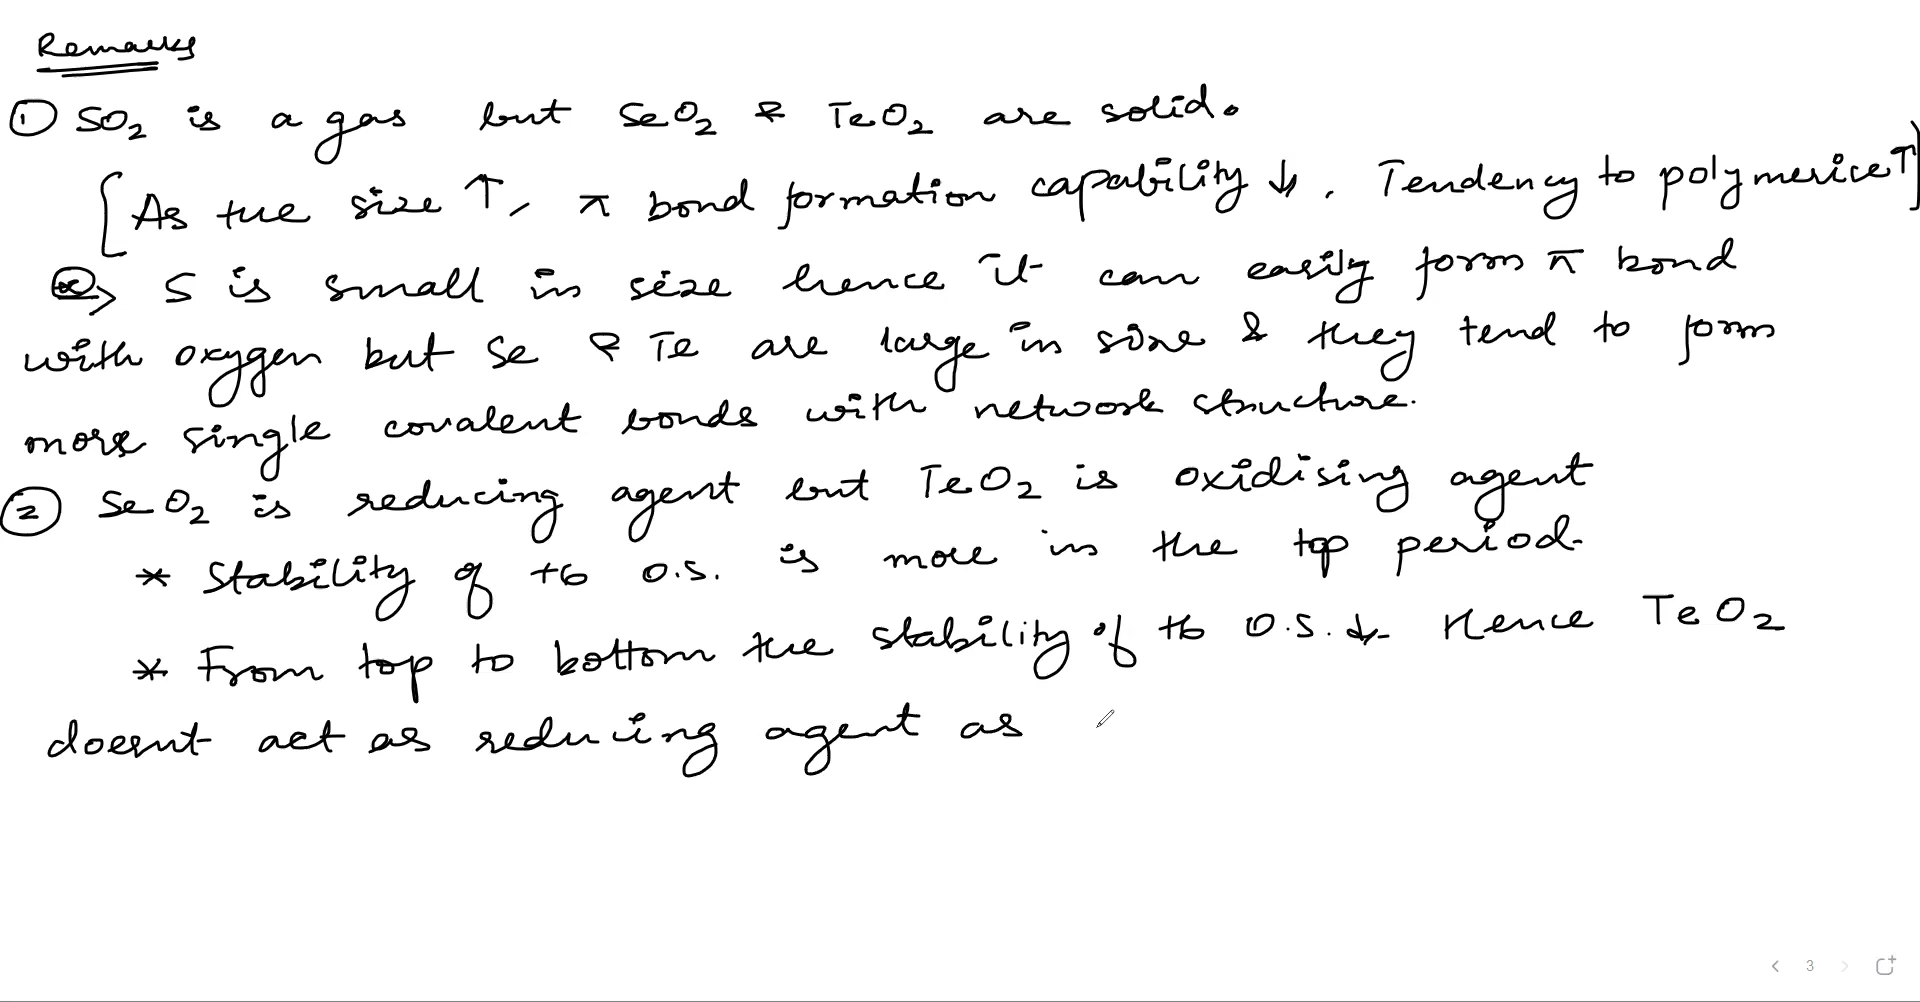 Remarks
① SO₂ is a gas but SeO₂ & TeO₂ are solid.
[As the size ↑, π bond formation capability ↓. Tendency to polymerice ↑]
→ S is small in size hence it can easily form π bond
with oxygen but Se & Te are large in size & they tend to form
more single covalent bonds with network structure.
② SeO₂ is reducing agent but TeO₂ is oxidising agent
* Stability of +6 O.S. is more in the top period.
* From top to bottom the stability of +6 O.S. ↓. Hence TeO₂
doesnt act as reducing agent as
3